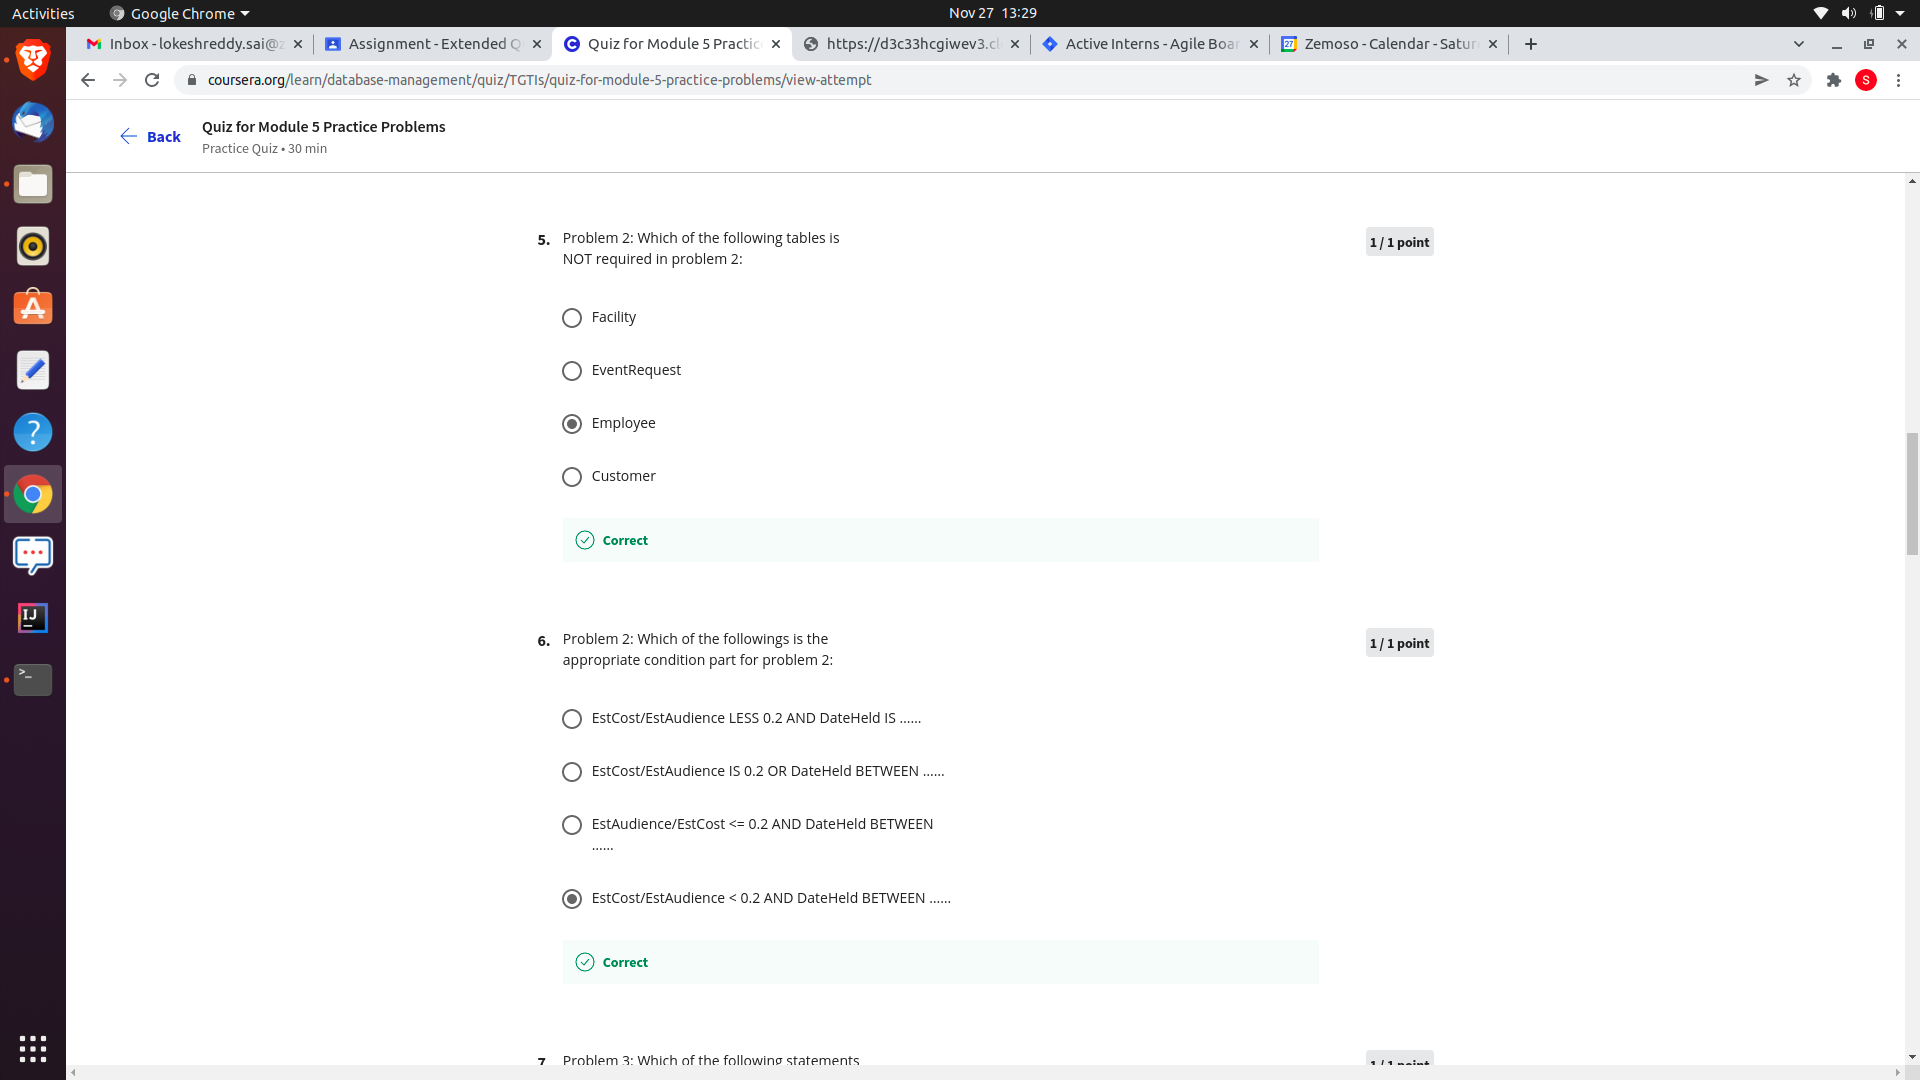 Activities
Google Chrome
Nov 27 13:29
Inbox - lokeshreddy.sai@z
Assignment - Extended Q
Quiz for Module 5 Practic
https://d3c33hcgiwev3.cl
Active Interns - Agile Boar
27
Zemoso - Calendar - Satur
coursera.org/learn/database-management/quiz/TGTIs/quiz-for-module-5-practice-problems/view-attempt
S
Back
Quiz for Module 5 Practice Problems
Practice Quiz • 30 min
5.
Problem 2: Which of the following tables is
NOT required in problem 2:
1 / 1 point
Facility
EventRequest
Employee
Customer
Correct
6.
Problem 2: Which of the followings is the
appropriate condition part for problem 2:
1 / 1 point
EstCost/EstAudience LESS 0.2 AND DateHeld IS ......
EstCost/EstAudience IS 0.2 OR DateHeld BETWEEN ......
EstAudience/EstCost <= 0.2 AND DateHeld BETWEEN
......
EstCost/EstAudience < 0.2 AND DateHeld BETWEEN ......
Correct
7.
Problem 3: Which of the following statements
1 / 1 point
IJ